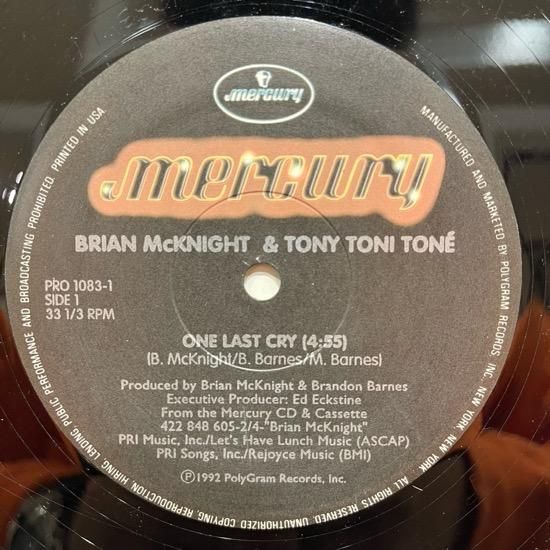 mercury
mercury
BRIAN McKNIGHT & TONY TONI TONÉ
PRO 1083-1
SIDE 1
33 1/3 RPM
ONE LAST CRY (4:55)
(B. McKnight/B. Barnes/M. Barnes)
Produced by Brian McKnight & Brandon Barnes
Executive Producer: Ed Eckstine
From the Mercury CD & Cassette
422 848 605-2/4-"Brian McKnight"
PRI Music, Inc./Let's Have Lunch Music (ASCAP)
PRI Songs, Inc./Rejoyce Music (BMI)
Ⓟ1992 PolyGram Records, Inc.
MANUFACTURED AND MARKETED BY POLYGRAM RECORDS, INC. NEW YORK, NEW YORK. ALL RIGHTS RESERVED. UNAUTHORIZED COPYING, REPRODUCTION, HIRING, LENDING, PUBLIC PERFORMANCE AND BROADCASTING PROHIBITED. PRINTED IN USA